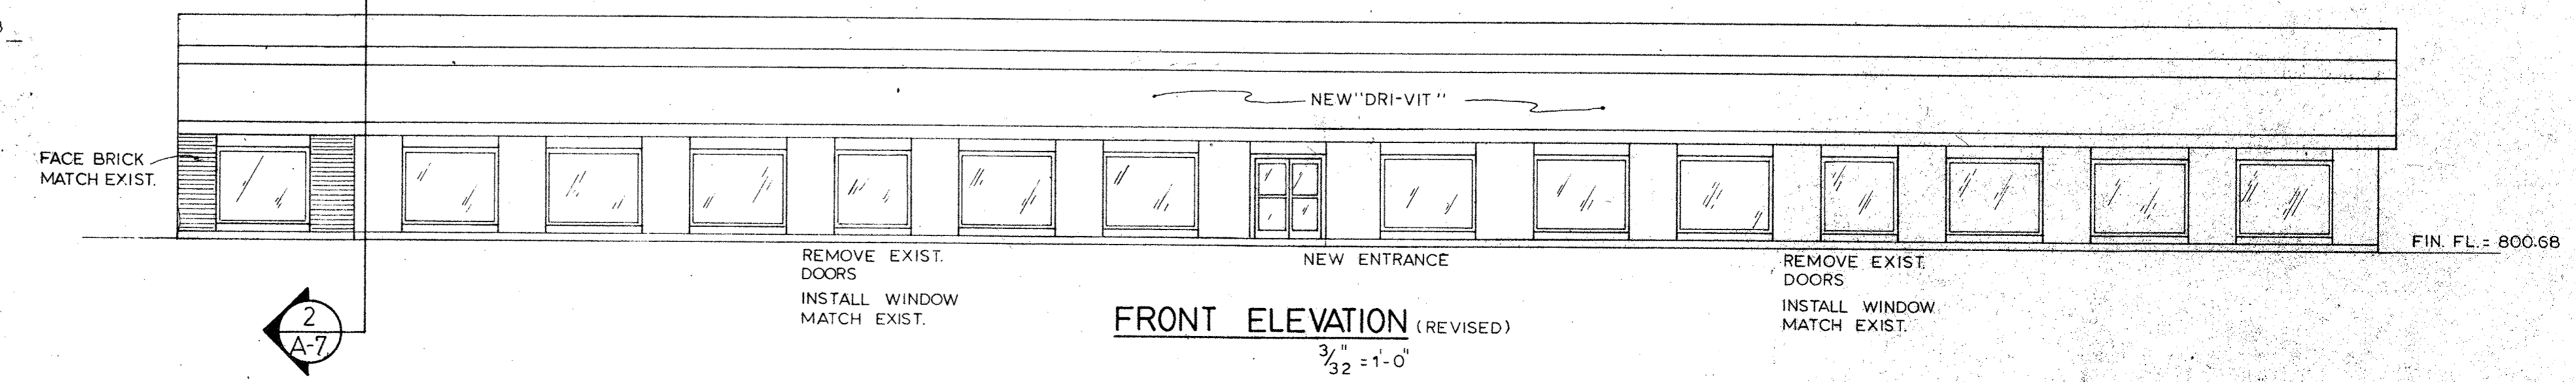 NEW "DRI-VIT"
FACE BRICK
MATCH EXIST.
FIN. FL. = 800.68
REMOVE EXIST.
DOORS
INSTALL WINDOW
MATCH EXIST.
NEW ENTRANCE
REMOVE EXIST.
DOORS
INSTALL WINDOW
MATCH EXIST.
2
A-7
FRONT ELEVATION (REVISED)
3/32" = 1'-0"